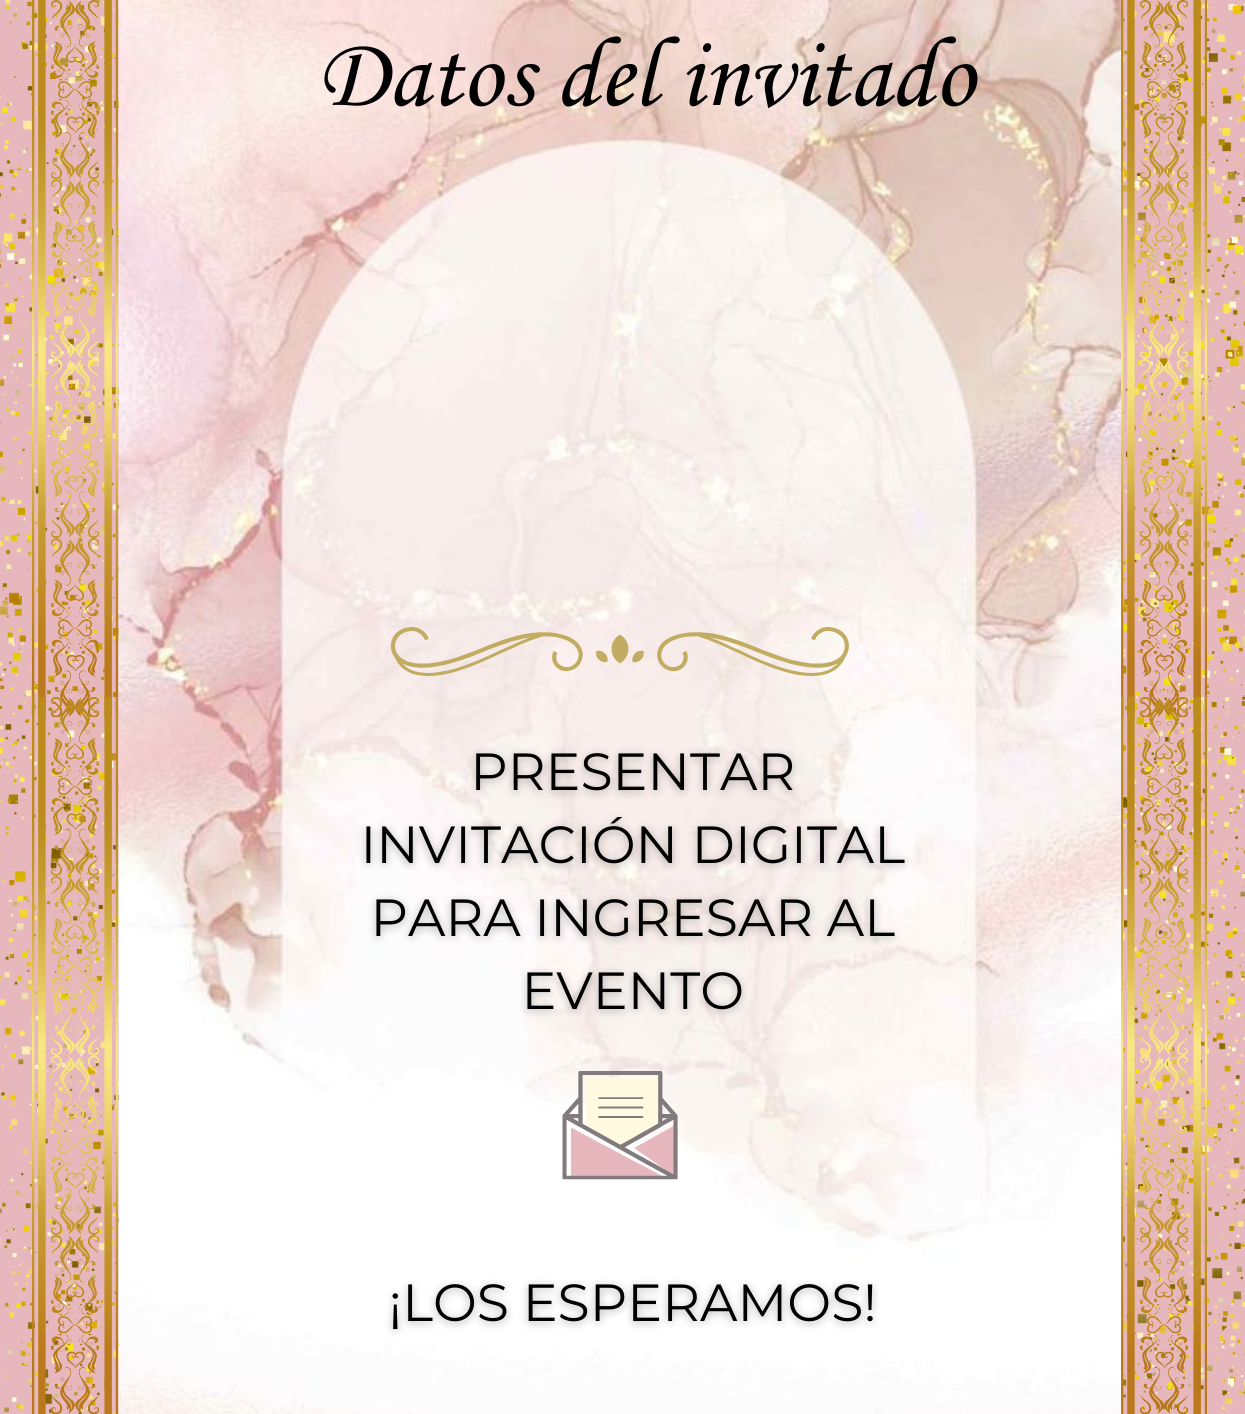 Datos del invitado
PRESENTAR
INVITACIÓN DIGITAL
PARA INGRESAR AL
EVENTO
¡LOS ESPERAMOS!